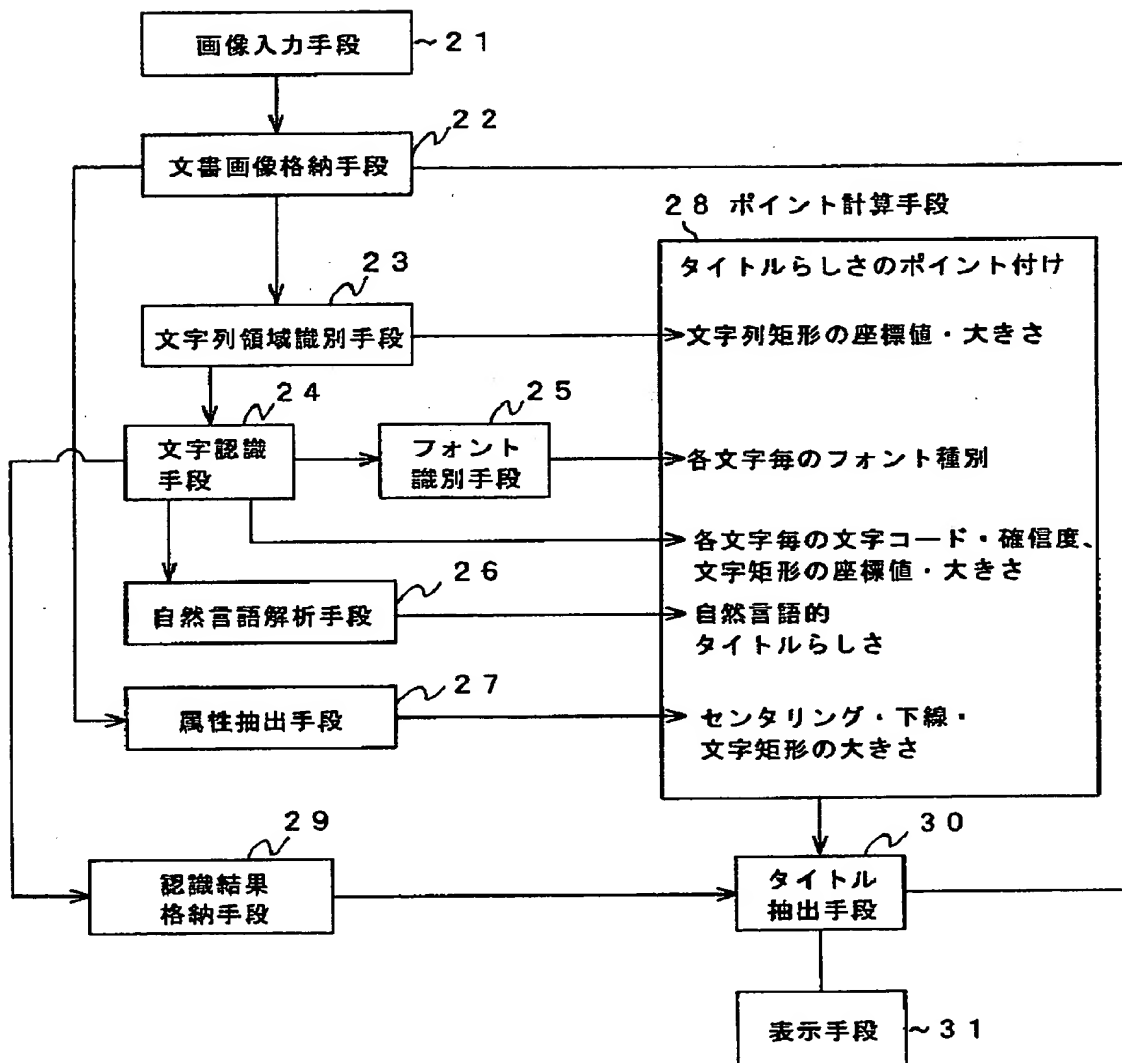 画像入力手段 ~21
22
文書画像格納手段
28 ポイント計算手段
タイトルらしさのポイント付け
23
文字列領域識別手段
文字列矩形の座標値・大きさ
24
文字認識
手段
25
フォント
識別手段
各文字毎のフォント種別
各文字毎の文字コード・確信度、
文字矩形の座標値・大きさ
26
自然言語解析手段
自然言語的
タイトルらしさ
27
属性抽出手段
センタリング・下線・
文字矩形の大きさ
29
認識結果
格納手段
30
タイトル
抽出手段
表示手段 ~31